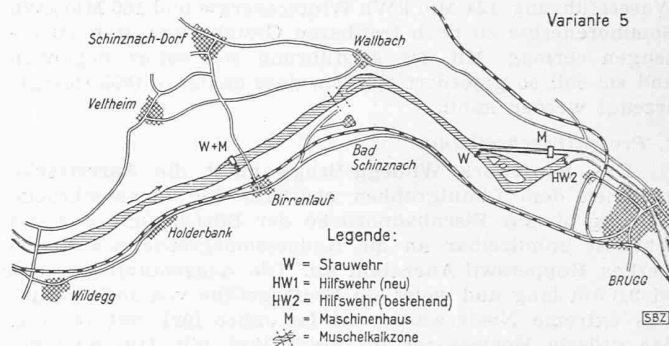 Variante 5
Schinznach-Dorf
Wallbach
Veltheim
W+M
W
M
HW2
Bad
Schinznach
Birrenlauf
Holderbank
Wildegg
BRUGG
Legende:
W = Stauwehr
HW1 = Hilfswehr (neu)
HW2 = Hilfswehr (bestehend)
M = Maschinenhaus
= Muschelkalkzone
SBZ